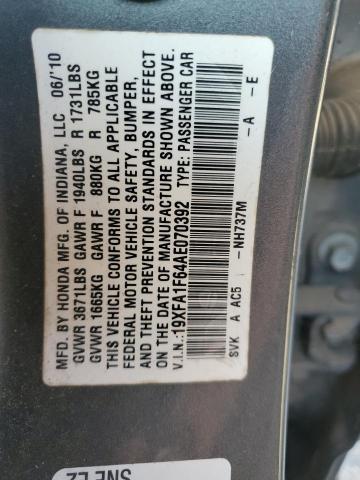 MFD. BY HONDA MFG. OF INDIANA, LLC 06/'10
GVWR 3671LBS GAWR F 1940LBS R 1731LBS
GVWR 1665KG GAWR F 880KG R 785KG
THIS VEHICLE CONFORMS TO ALL APPLICABLE
FEDERAL MOTOR VEHICLE SAFETY, BUMPER,
AND THEFT PREVENTION STANDARDS IN EFFECT
ON THE DATE OF MANUFACTURE SHOWN ABOVE.
V.I.N.:19XFA1F64AE070392 TYPE: PASSENGER CAR
SVK A AC5 -NH737M -A -E